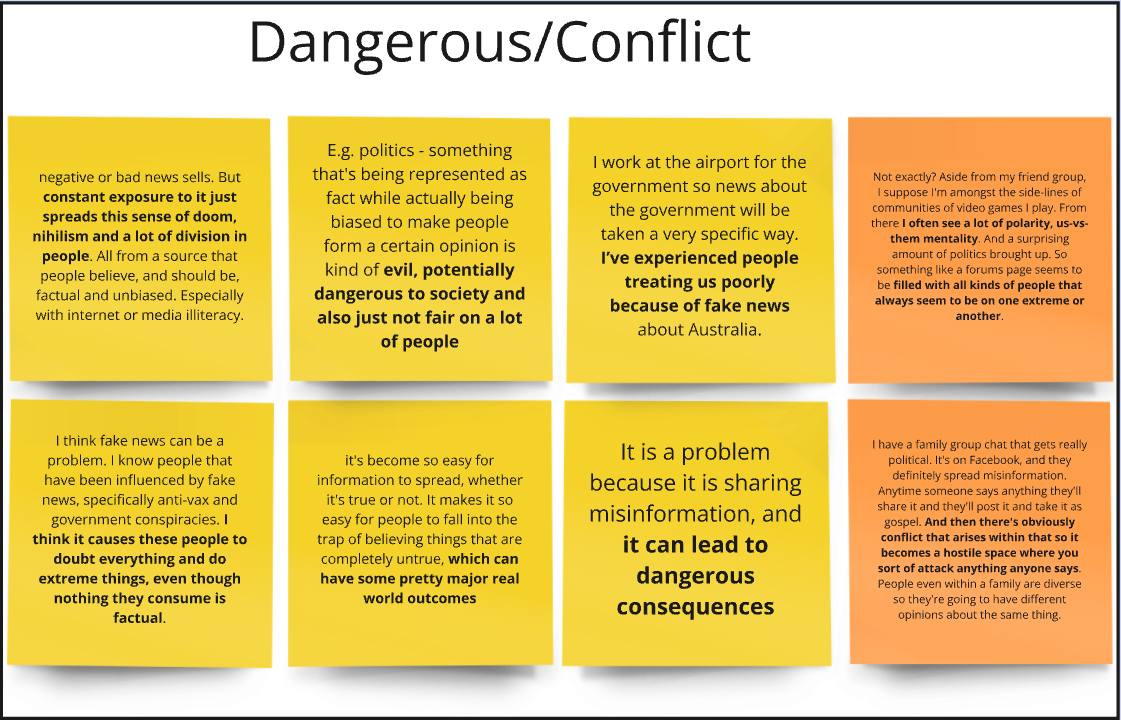 Dangerous/Conflict
negative or bad news sells. But
constant exposure to it just
spreads this sense of doom,
nihilism and a lot of division in
people. All from a source that
people believe, and should be,
factual and unbiased. Especially
with internet or media illiteracy.
E.g. politics - something
that's being represented as
fact while actually being
biased to make people
form a certain opinion is
kind of evil, potentially
dangerous to society and
also just not fair on a lot
of people
I work at the airport for the
government so news about
the government will be
taken a very specific way.
I've experienced people
treating us poorly
because of fake news
about Australia.
Not exactly? Aside from my friend group,
I suppose I'm amongst the side-lines of
communities of video games I play. From
there I often see a lot of polarity, us-vs-
them mentality. And a surprising
amount of politics brought up. So
something like a forums page seems to
be filled with all kinds of people that
always seem to be on one extreme or
another.
I think fake news can be a
problem. I know people that
have been influenced by fake
news, specifically anti-vax and
government conspiracies. I
think it causes these people to
doubt everything and do
extreme things, even though
nothing they consume is
factual.
it's become so easy for
information to spread, whether
it's true or not. It makes it so
easy for people to fall into the
trap of believing things that are
completely untrue, which can
have some pretty major real
world outcomes
It is a problem
because it is sharing
misinformation, and
it can lead to
dangerous
consequences
I have a family group chat that gets really
political. It's on Facebook, and they
definitely spread misinformation.
Anytime someone says anything they'll
share it and they'll post it and take it as
gospel. And then there's obviously
conflict that arises within that so it
becomes a hostile space where you
sort of attack anything anyone says.
People even within a family are diverse
so they're going to have different
opinions about the same thing.